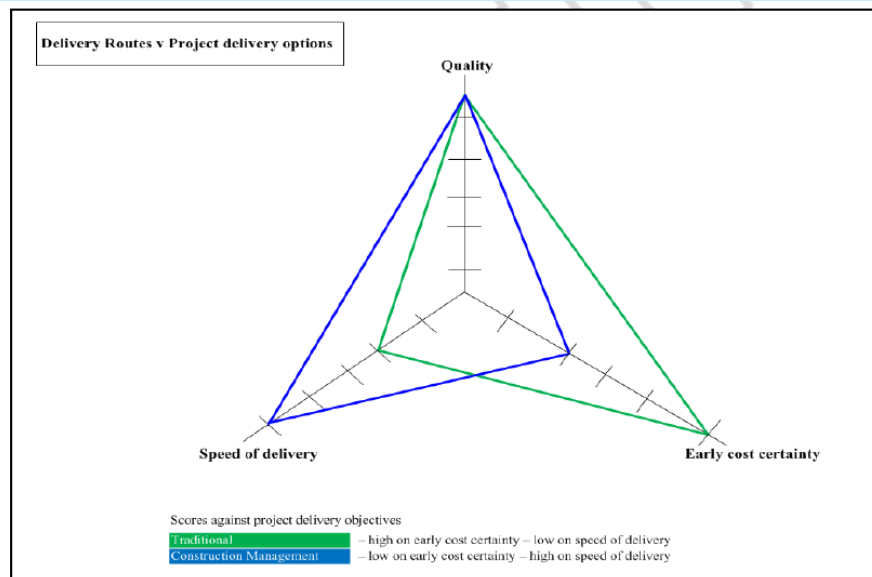 Delivery Routes v Project delivery options
Quality
Speed of delivery
Early cost certainty
Scores against project delivery objectives
Traditional – high on early cost certainty – low on speed of delivery
Construction Management – low on early cost certainty – high on speed of delivery